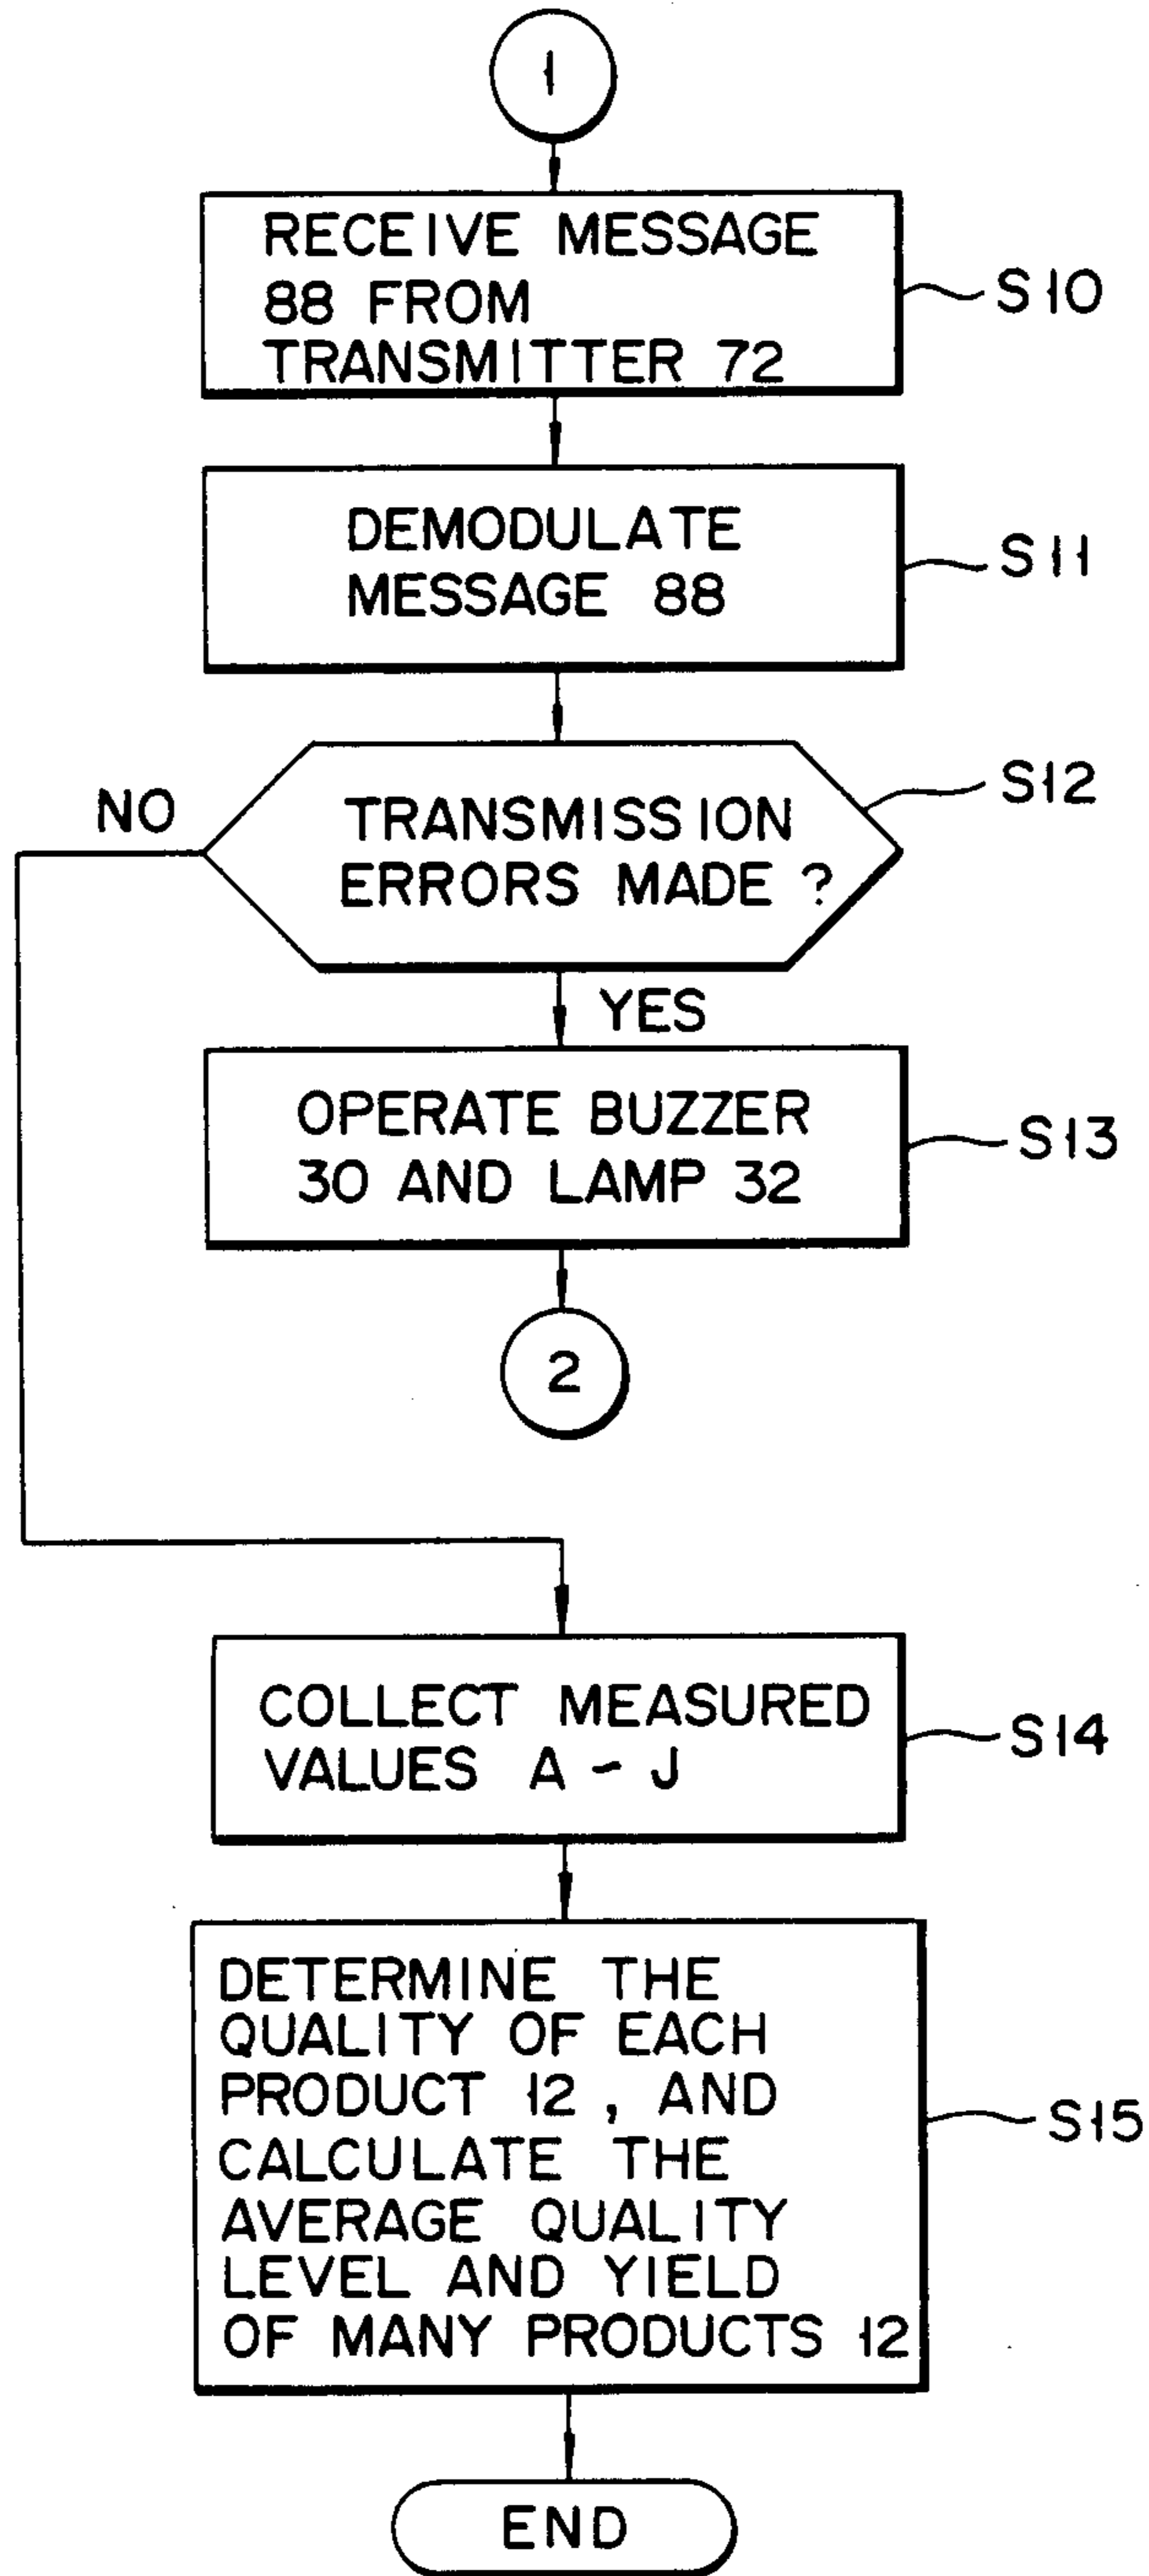 1
RECEIVE MESSAGE
88 FROM
TRANSMITTER 72
S10
DEMODULATE
MESSAGE 88
S11
S12
NO
TRANSMISSION
ERRORS MADE ?
YES
OPERATE BUZZER
30 AND LAMP 32
S13
2
COLLECT MEASURED
VALUES A - J
S14
DETERMINE THE
QUALITY OF EACH
PRODUCT 12 , AND
CALCULATE THE
AVERAGE QUALITY
LEVEL AND YIELD
OF MANY PRODUCTS 12
S15
END